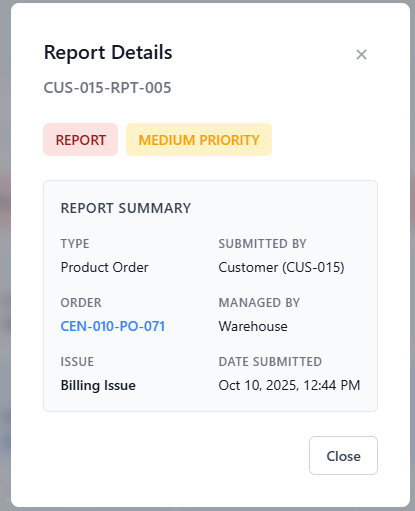 Report Details
×
CUS-015-RPT-005
REPORT MEDIUM PRIORITY
REPORT SUMMARY
TYPE SUBMITTED BY
Product Order Customer (CUS-015)
ORDER MANAGED BY
CEN-010-PO-071 Warehouse
ISSUE DATE SUBMITTED
Billing Issue Oct 10, 2025, 12:44 PM
Close